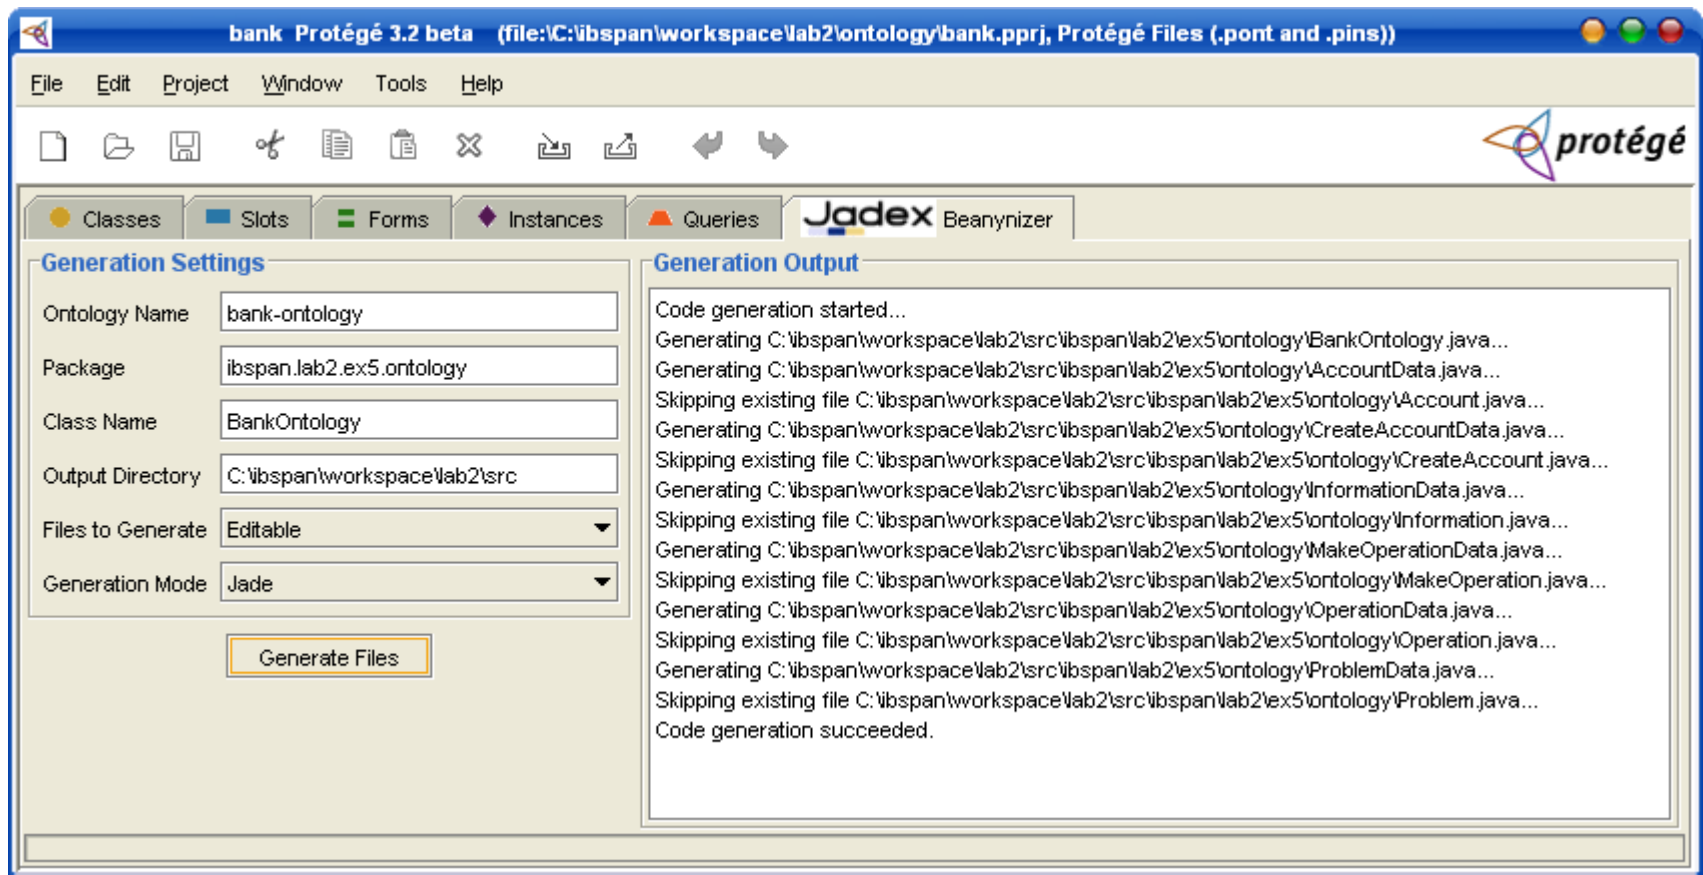 bank Protégé 3.2 beta (file:\C:\ibspan\workspace\lab2\ontology\bank.pprj, Protégé Files (.pont and .pins))
File Edit Project Window Tools Help
protégé
Classes Slots Forms Instances Queries Jadex Beanynizer
Generation Settings
Ontology Name bank-ontology
Package ibspan.lab2.ex5.ontology
Class Name BankOntology
Output Directory C:\ibspan\workspace\lab2\src
Files to Generate Editable
Generation Mode Jade
Generate Files
Generation Output
Code generation started...
Generating C:\ibspan\workspace\lab2\src\ibspan\lab2\ex5\ontology\BankOntology.java...
Generating C:\ibspan\workspace\lab2\src\ibspan\lab2\ex5\ontology\AccountData.java...
Skipping existing file C:\ibspan\workspace\lab2\src\ibspan\lab2\ex5\ontology\Account.java...
Generating C:\ibspan\workspace\lab2\src\ibspan\lab2\ex5\ontology\CreateAccountData.java...
Skipping existing file C:\ibspan\workspace\lab2\src\ibspan\lab2\ex5\ontology\CreateAccount.java...
Generating C:\ibspan\workspace\lab2\src\ibspan\lab2\ex5\ontology\InformationData.java...
Skipping existing file C:\ibspan\workspace\lab2\src\ibspan\lab2\ex5\ontology\Information.java...
Generating C:\ibspan\workspace\lab2\src\ibspan\lab2\ex5\ontology\MakeOperationData.java...
Skipping existing file C:\ibspan\workspace\lab2\src\ibspan\lab2\ex5\ontology\MakeOperation.java...
Generating C:\ibspan\workspace\lab2\src\ibspan\lab2\ex5\ontology\OperationData.java...
Skipping existing file C:\ibspan\workspace\lab2\src\ibspan\lab2\ex5\ontology\Operation.java...
Generating C:\ibspan\workspace\lab2\src\ibspan\lab2\ex5\ontology\ProblemData.java...
Skipping existing file C:\ibspan\workspace\lab2\src\ibspan\lab2\ex5\ontology\Problem.java...
Code generation succeeded.